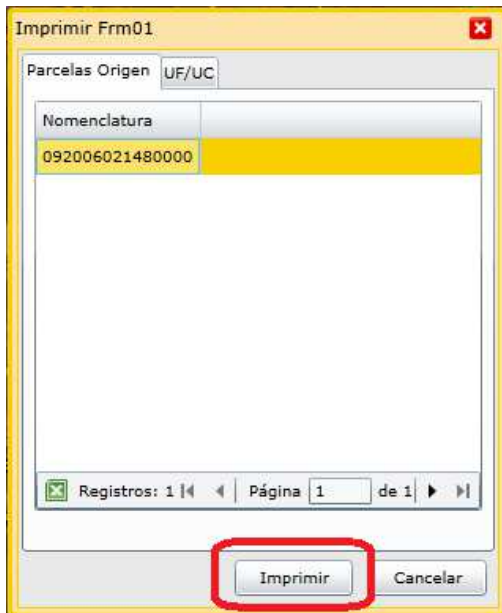 Imprimir Frm01
Parcelas Origen UF/UC
Nomenclatura
092006021480000
Registros: 1 Página 1 de 1
Imprimir Cancelar